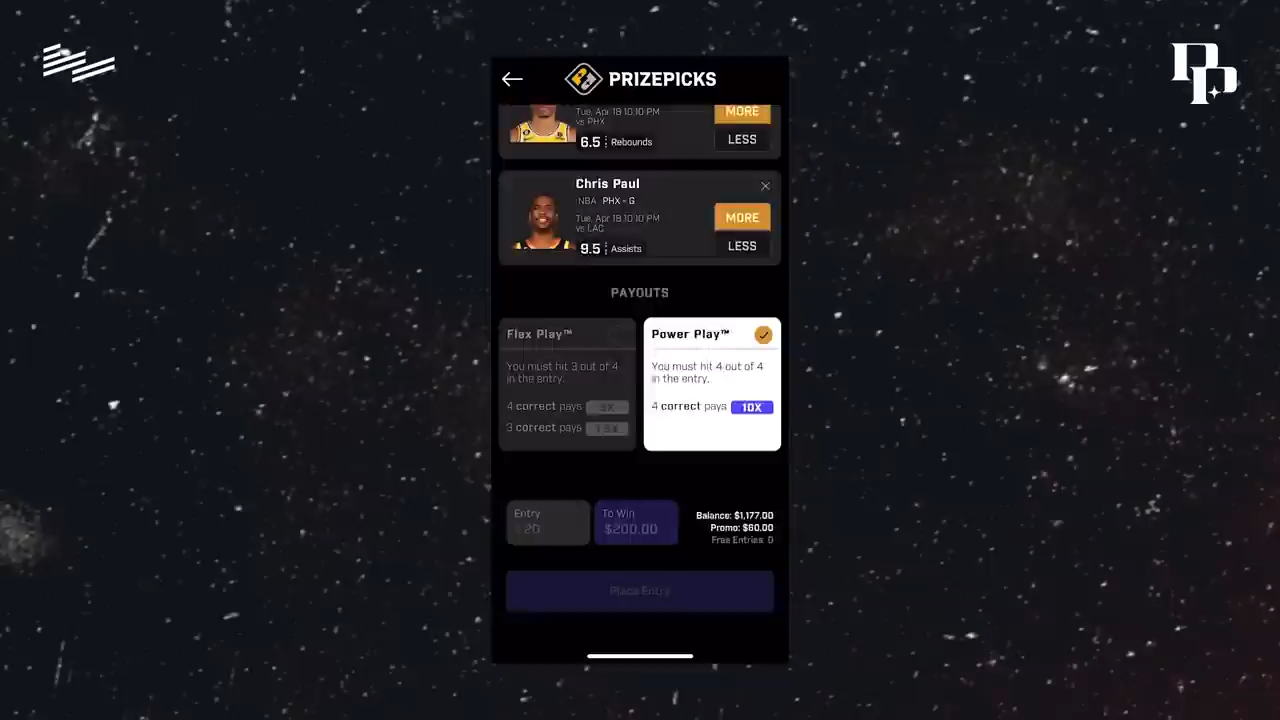 PRIZEPICKS
Tue, Apr 18 10:10 PM
vs PHX
MORE
6.5 Rebounds
LESS
Chris Paul
NBA PHX - G
Tue, Apr 18 10:10 PM
vs LAC
MORE
9.5 Assists
LESS
PAYOUTS
Flex Play™
You must hit 3 out of 4
in the entry.
4 correct pays
3 correct pays
Power Play™
You must hit 4 out of 4
in the entry.
4 correct pays 10X
Entry
20
To Win
$200.00
Balance: $1,177.00
Promo: $60.00
Free Entries: 0
Place Entry